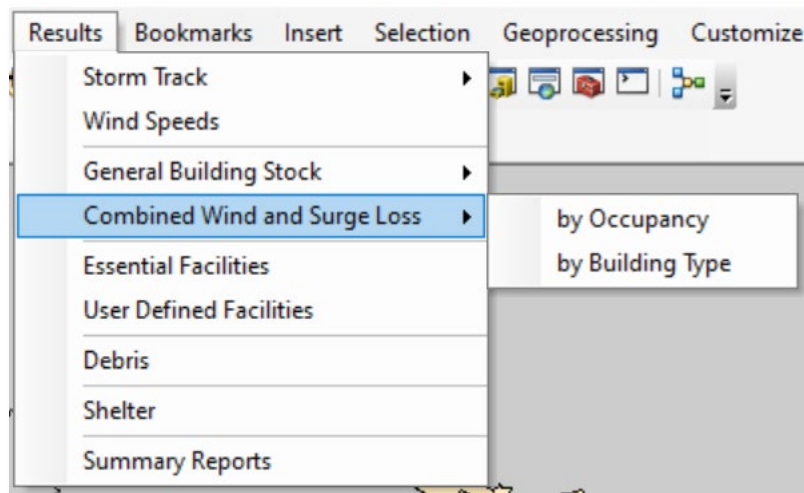 Results Bookmarks Insert Selection Geoprocessing Customize
Storm Track
Wind Speeds
General Building Stock
Combined Wind and Surge Loss
by Occupancy
by Building Type
Essential Facilities
User Defined Facilities
Debris
Shelter
Summary Reports